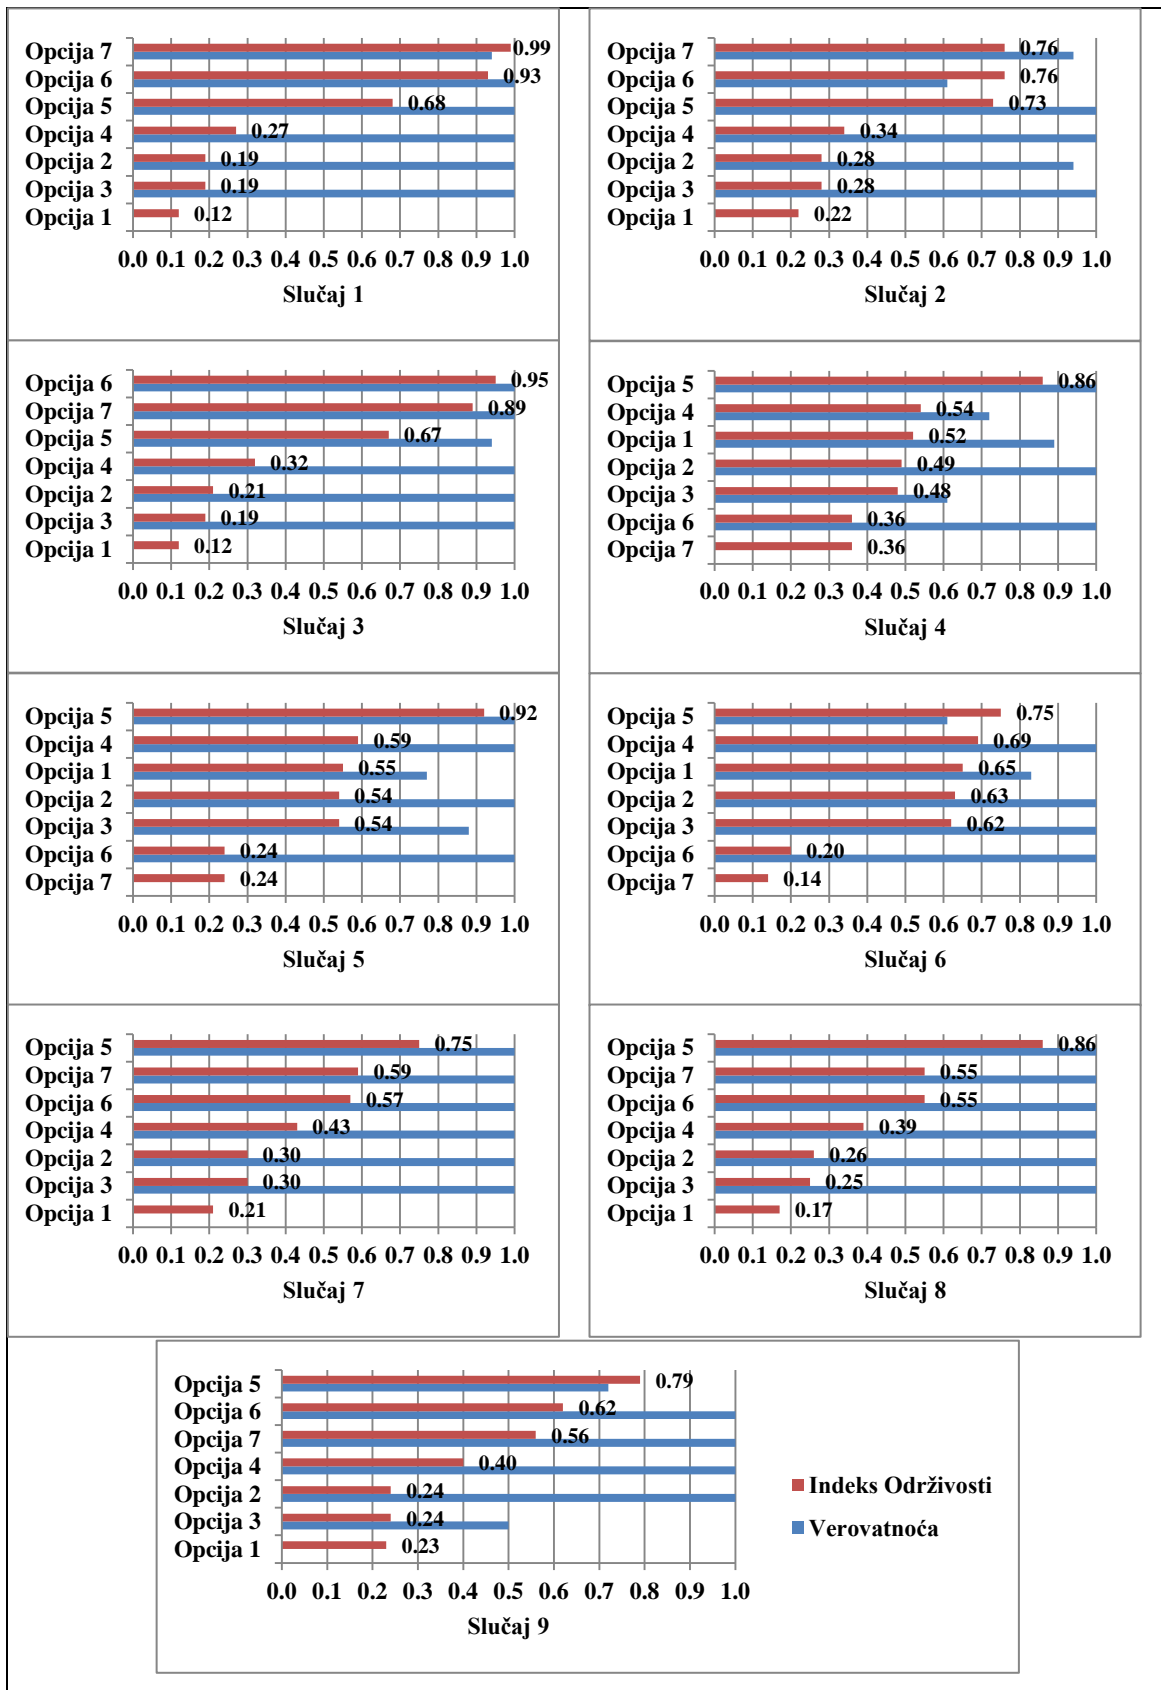 Opcija 7 0.99
Opcija 6 0.93
Opcija 5 0.68
Opcija 4 0.27
Opcija 2 0.19
Opcija 3 0.19
Opcija 1 0.12
0.0 0.1 0.2 0.3 0.4 0.5 0.6 0.7 0.8 0.9 1.0
Slučaj 1
Opcija 7 0.76
Opcija 6 0.76
Opcija 5 0.73
Opcija 4 0.34
Opcija 2 0.28
Opcija 3 0.28
Opcija 1 0.22
0.0 0.1 0.2 0.3 0.4 0.5 0.6 0.7 0.8 0.9 1.0
Slučaj 2
Opcija 6 0.95
Opcija 7 0.89
Opcija 5 0.67
Opcija 4 0.32
Opcija 2 0.21
Opcija 3 0.19
Opcija 1 0.12
0.0 0.1 0.2 0.3 0.4 0.5 0.6 0.7 0.8 0.9 1.0
Slučaj 3
Opcija 5 0.86
Opcija 4 0.54
Opcija 1 0.52
Opcija 2 0.49
Opcija 3 0.48
Opcija 6 0.36
Opcija 7 0.36
0.0 0.1 0.2 0.3 0.4 0.5 0.6 0.7 0.8 0.9 1.0
Slučaj 4
Opcija 5 0.92
Opcija 4 0.59
Opcija 1 0.55
Opcija 2 0.54
Opcija 3 0.54
Opcija 6 0.24
Opcija 7 0.24
0.0 0.1 0.2 0.3 0.4 0.5 0.6 0.7 0.8 0.9 1.0
Slučaj 5
Opcija 5 0.75
Opcija 4 0.69
Opcija 1 0.65
Opcija 2 0.63
Opcija 3 0.62
Opcija 6 0.20
Opcija 7 0.14
0.0 0.1 0.2 0.3 0.4 0.5 0.6 0.7 0.8 0.9 1.0
Slučaj 6
Opcija 5 0.75
Opcija 7 0.59
Opcija 6 0.57
Opcija 4 0.43
Opcija 2 0.30
Opcija 3 0.30
Opcija 1 0.21
0.0 0.1 0.2 0.3 0.4 0.5 0.6 0.7 0.8 0.9 1.0
Slučaj 7
Opcija 5 0.86
Opcija 7 0.55
Opcija 6 0.55
Opcija 4 0.39
Opcija 2 0.26
Opcija 3 0.25
Opcija 1 0.17
0.0 0.1 0.2 0.3 0.4 0.5 0.6 0.7 0.8 0.9 1.0
Slučaj 8
Opcija 5 0.79
Opcija 6 0.62
Opcija 7 0.56
Opcija 4 0.40
Opcija 2 0.24
Opcija 3 0.24
Opcija 1 0.23
0.0 0.1 0.2 0.3 0.4 0.5 0.6 0.7 0.8 0.9 1.0
Slučaj 9
Indeks Održivosti
Verovatnoća